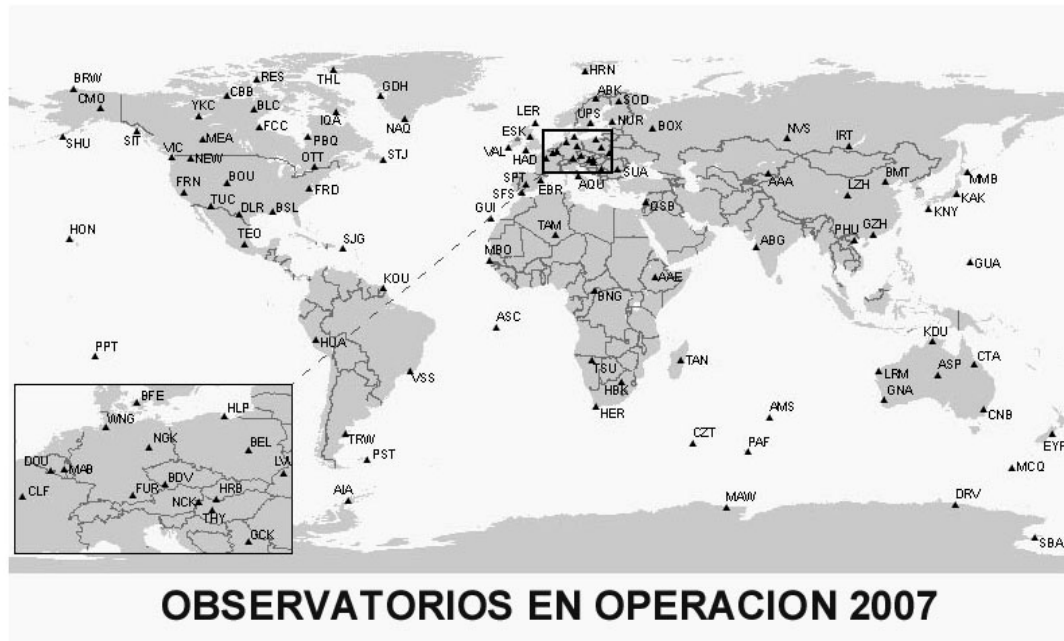 BRW
RES
THL
HRN
CMO
CBB
GDH
ABK
SOD
YKC
BLC
IQA
LER
UPS
NUR
SHU
SIT
MEA
FCC
PBQ
NAQ
ESK
BOX
NVS
IRT
VIC
NEW
OTT
STJ
VAL
HAD
SUA
AAA
BMT
MMB
FRN
BOU
FRD
SPT
EBR
AQU
LZH
KAK
TUC
DLR
BSL
SFS
QSB
KNY
GUI
HON
TEO
SJG
TAM
ABG
PHU
GZH
MBO
GUA
KOU
AAE
BNG
ASC
KDU
PPT
HUA
TSU
TAN
CTA
VSS
HBK
LRM
ASP
GNA
HER
AMS
CNB
TRW
CZT
PAF
EYR
PST
MCQ
AIA
MAW
DRV
SBA
BFE
HLP
WNG
NGK
BEL
DOU
MAB
LV
CLF
FUR
BDV
NCK
HRB
THY
GCK
OBSERVATORIOS EN OPERACION 2007